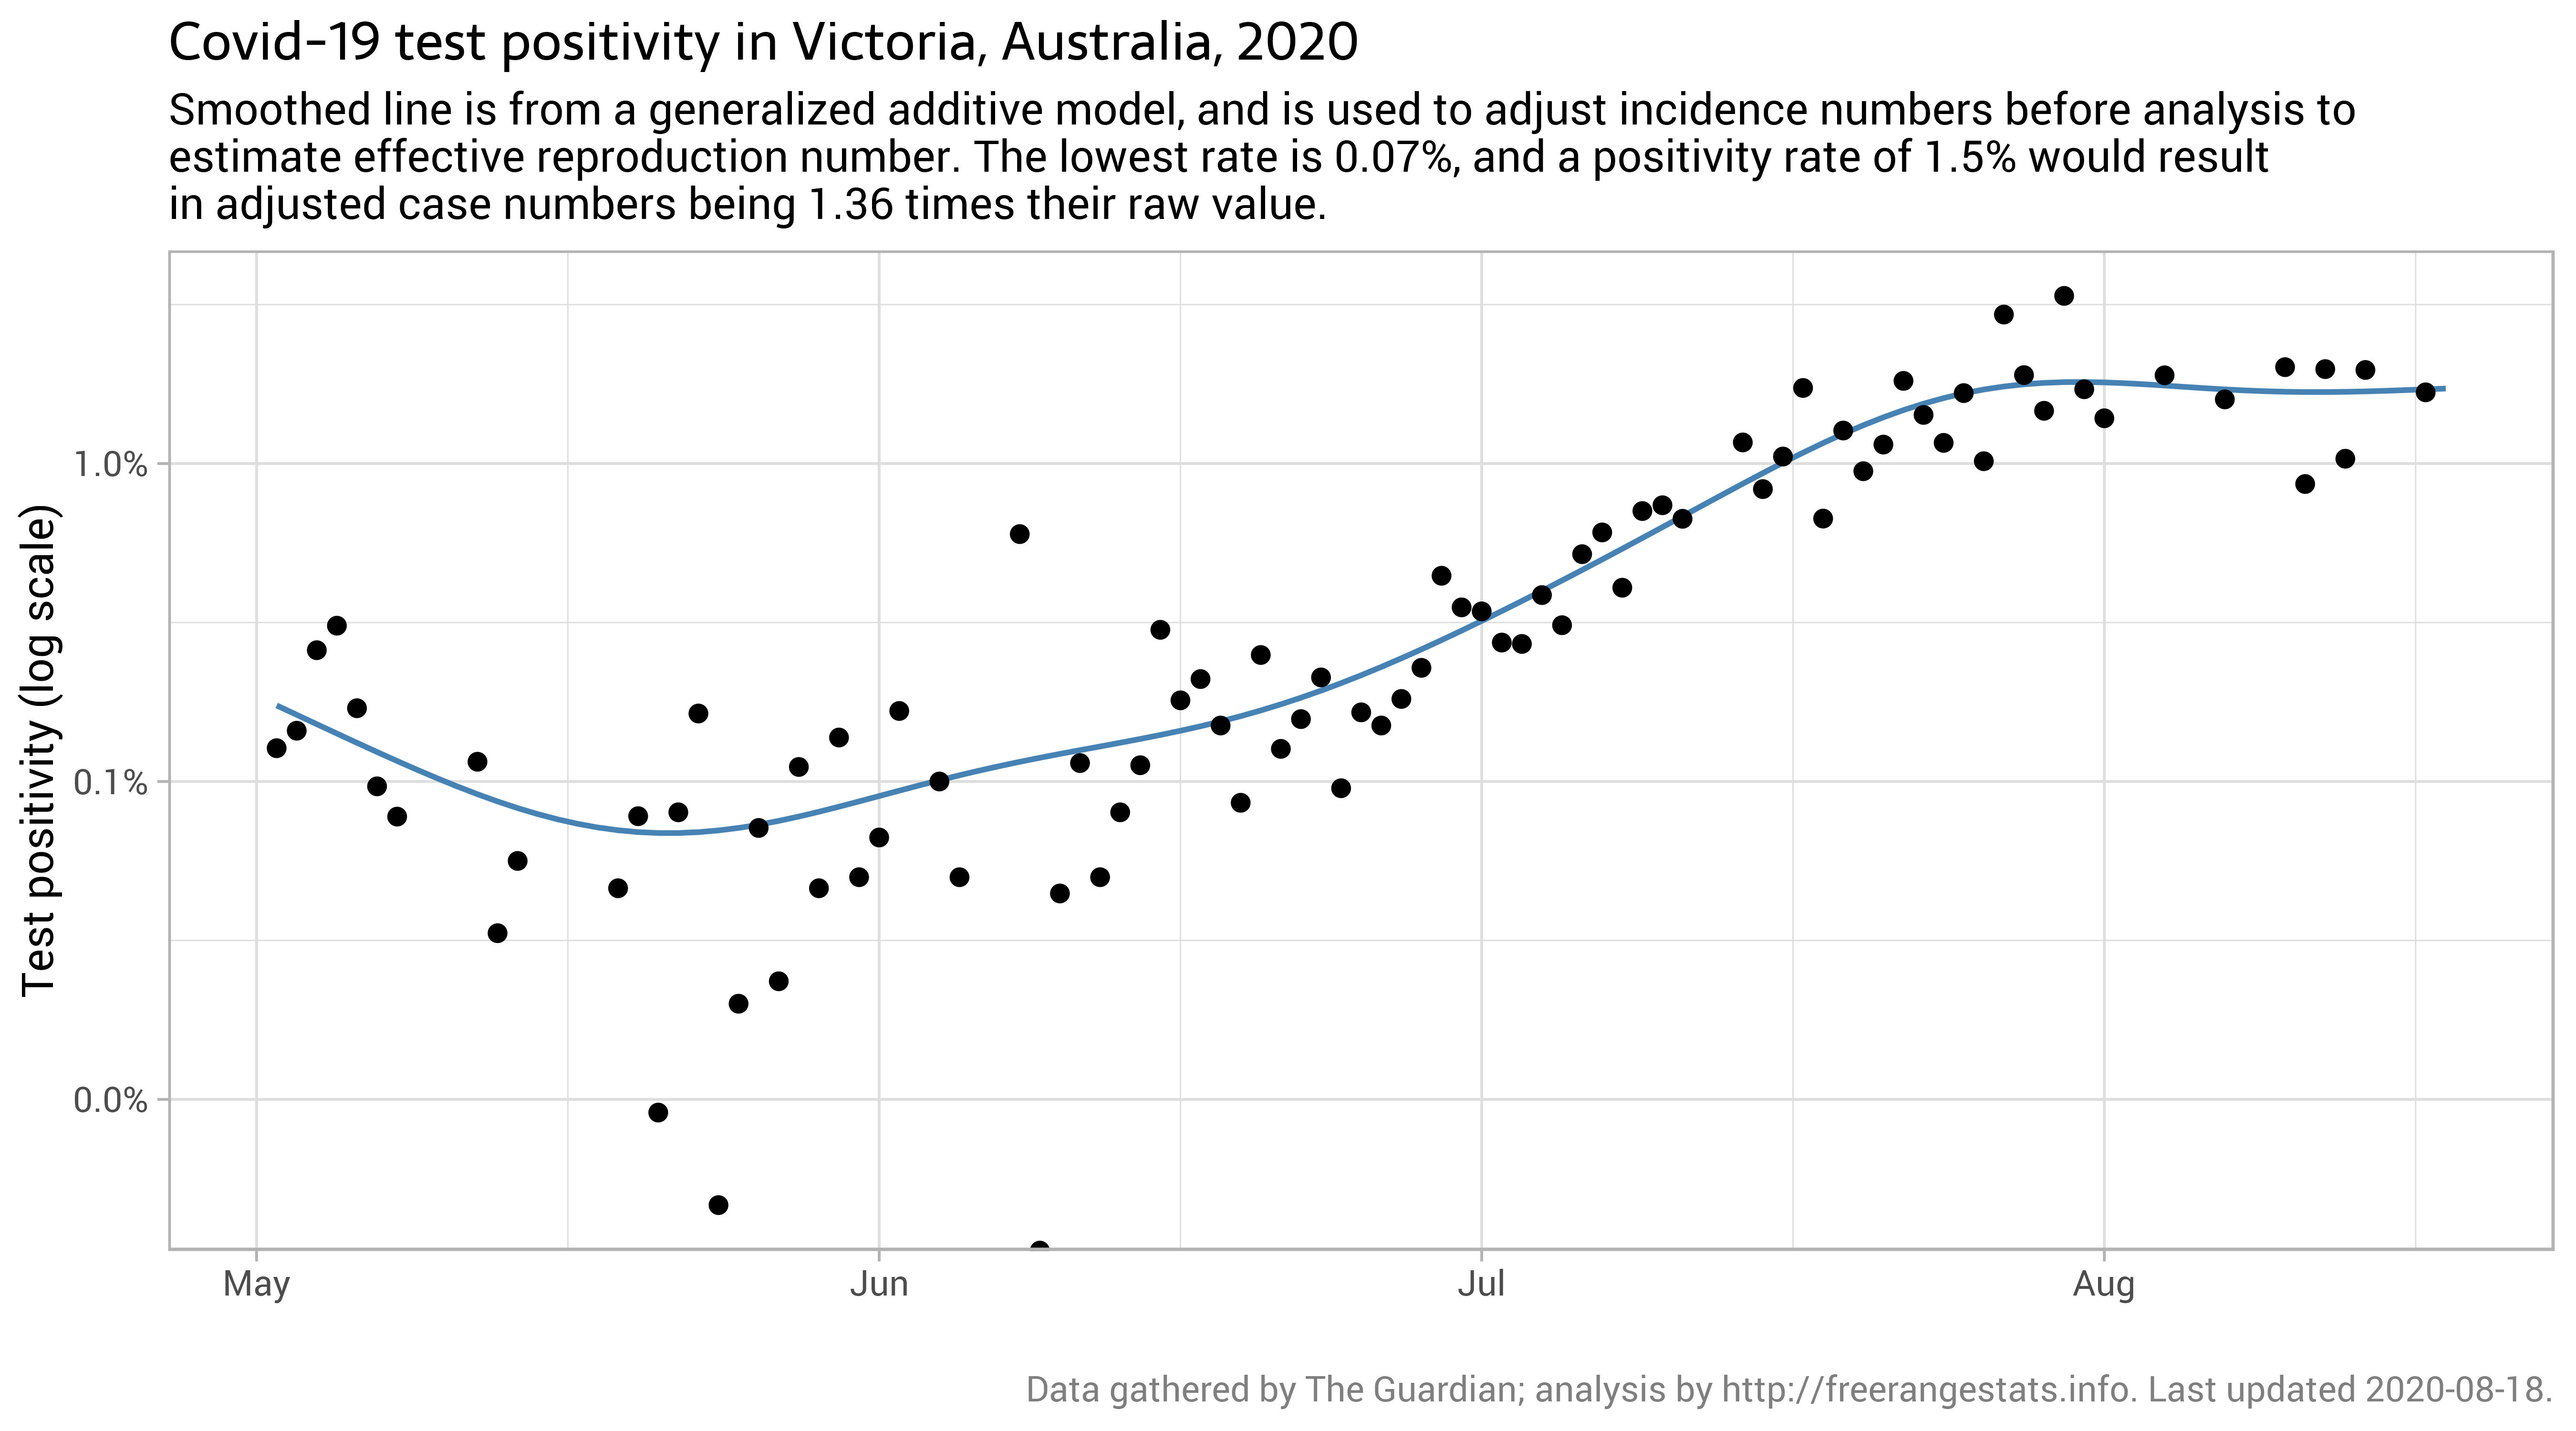 Covid-19 test positivity in Victoria, Australia, 2020
Smoothed line is from a generalized additive model, and is used to adjust incidence numbers before analysis to
estimate effective reproduction number. The lowest rate is 0.07%, and a positivity rate of 1.5% would result
in adjusted case numbers being 1.36 times their raw value.
Test positivity (log scale)
1.0%
0.1%
0.0%
May
Jun
Jul
Aug
Data gathered by The Guardian; analysis by http://freerangestats.info. Last updated 2020-08-18.